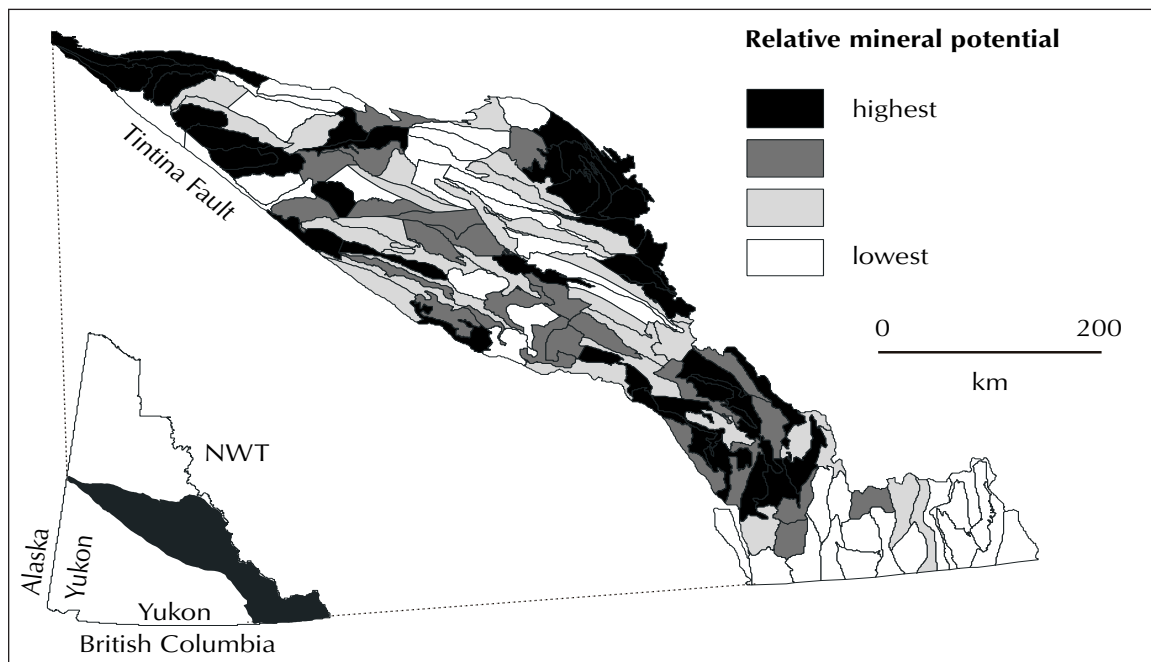 Relative mineral potential
highest
lowest
0 200
km
Tintina Fault
NWT
Alaska
Yukon
Yukon
British Columbia